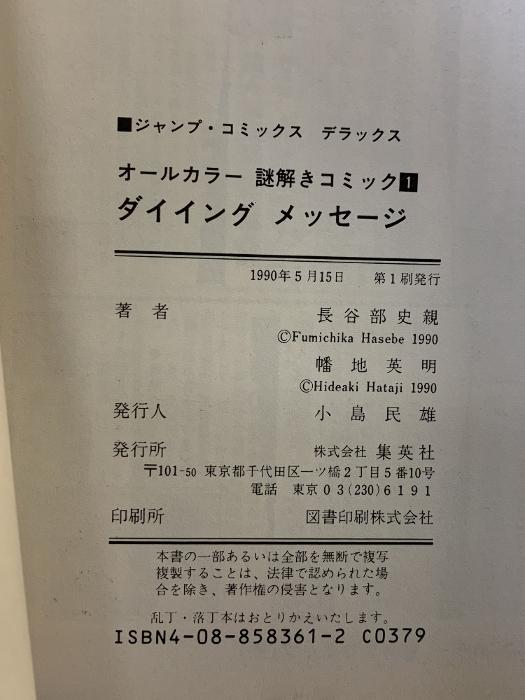 ■ジャンプ・コミックス デラックス
オールカラー 謎解きコミック1
ダイイング メッセージ
1990年5月15日 第1刷発行
著者 長谷部史親
©Fumichika Hasebe 1990
幡地英明
©Hideaki Hataji 1990
発行人 小島民雄
発行所 株式会社 集英社
〒101-50 東京都千代田区一ツ橋2丁目5番10号
電話 東京03(230)6191
印刷所 図書印刷株式会社
本書の一部あるいは全部を無断で複写
複製することは、法律で認められた場
合を除き、著作権の侵害となります。
乱丁・落丁本はおとりかえいたします。
ISBN4-08-858361-2 C0379